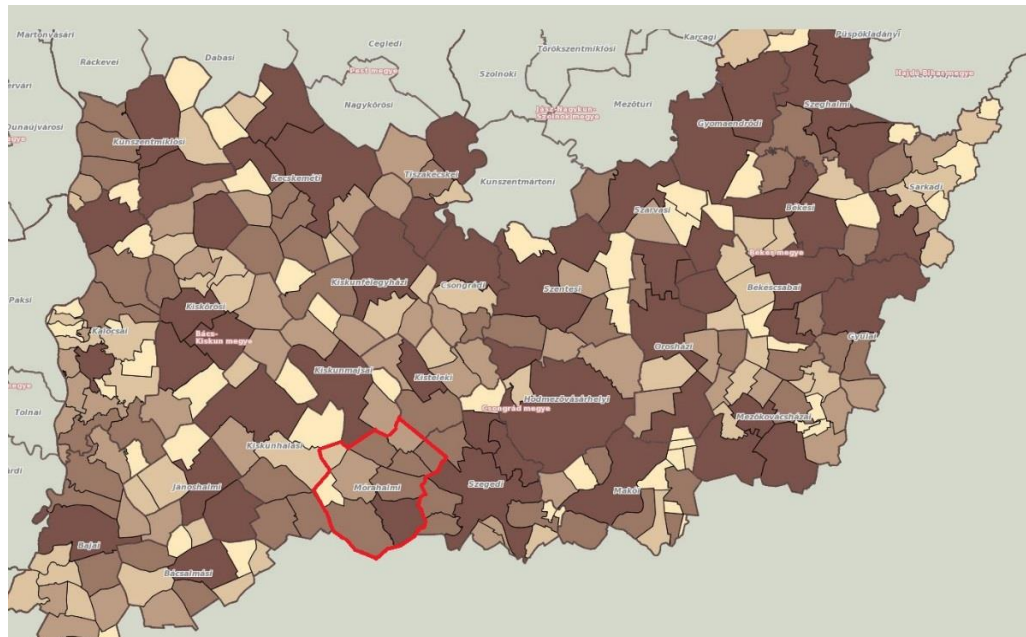 Martonvásári
Ráckevei
Dabasi
Ceglédi
Pest megye
Nagykőrösi
Szolnoki
Törökszentmiklósi
Karcagi
Püspökladányi
Hajdú-Bihar megye
Mezőtúri
Jász-Nagykun-
Szolnok megye
Szeghalmi
Gyomaendrődi
Dunaújvárosi
Kunszentmiklósi
Kecskeméti
Tiszakécskei
Kunszentmártoni
Szarvasi
Békési
Sarkadi
Békés megye
Paksi
Kiskőrösi
Kiskunfélegyházi
Csongrádi
Szentesi
Békéscsabai
Kalocsai
Bács-
Kiskun megye
Orosházi
Gyulai
Tolnai
Kiskunmajsai
Kisteleki
Hódmezővásárhelyi
Csongrád megye
Mezőkovácsházai
Kiskunhalasi
Jánoshalmi
Mórahalmi
Szegedi
Makói
Bajai
Bácsalmási